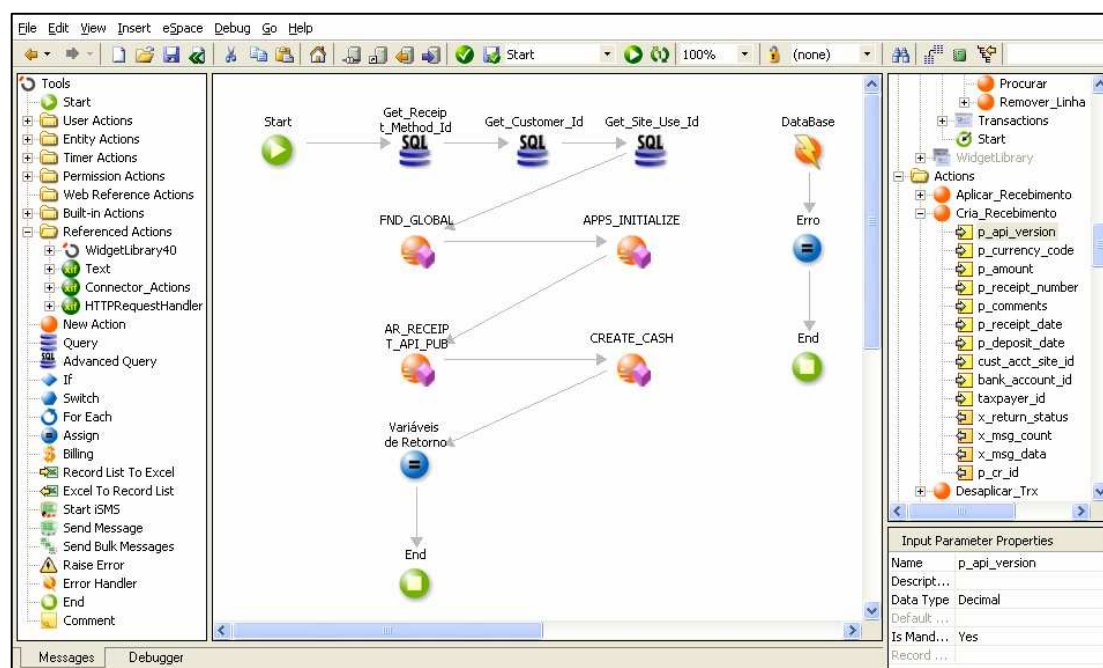 File Edit View Insert eSpace Debug Go Help
Start 100% (none)
Tools
Start
User Actions
Entity Actions
Timer Actions
Permission Actions
Web Reference Actions
Built-in Actions
Referenced Actions
WidgetLibrary40
Text
Connector_Actions
HTTPRequestHandler
New Action
Query
SQL Advanced Query
If
Switch
For Each
Assign
Billing
Record List To Excel
Excel To Record List
Start iSMS
Send Message
Send Bulk Messages
Raise Error
Error Handler
End
Comment
Start
Get_Receip
t_Method_Id
SQL
Get_Customer_Id
SQL
Get_Site_Use_Id
SQL
DataBase
FND_GLOBAL
APPS_INITIALIZE
Erro
AR_RECEIP
T_API_PUB
CREATE_CASH
End
Variáveis
de Retorno
End
Procurar
Remover_Linha
Transactions
Start
WidgetLibrary
Actions
Aplicar_Recebimento
Cria_Recebimento
p_api_version
p_currency_code
p_amount
p_receipt_number
p_comments
p_receipt_date
p_deposit_date
cust_acct_site_id
bank_account_id
taxpayer_id
x_return_status
x_msg_count
x_msg_data
p_cr_id
Desaplicar_Trx
Input Parameter Properties
Name p_api_version
Descript...
Data Type Decimal
Default ...
Is Mand... Yes
Record ...
Messages Debugger